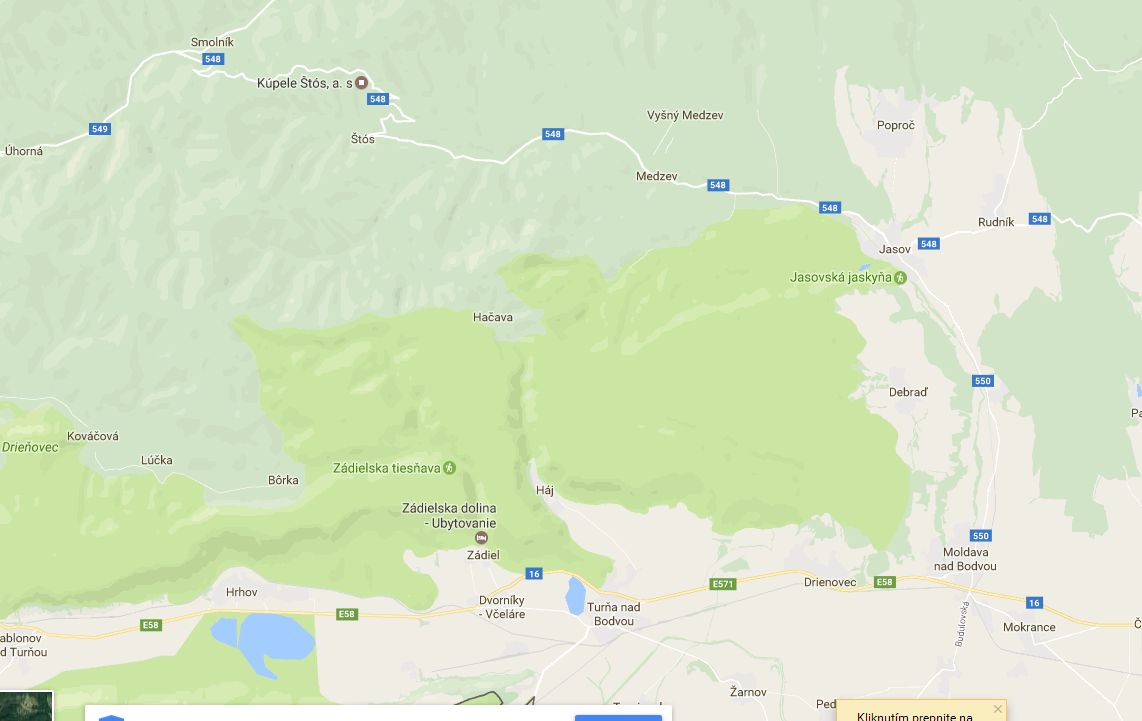 Smolník
548
Kúpele Štós, a. s
548
549
Štós
Úhorná
548
Vyšný Medzev
Poproč
Medzev
548
548
Rudník
548
Jasov
548
Jasovská jaskyňa
Hačava
550
Debraď
Kováčová
Drieňovec
Lúčka
Zádielska tiesňava
Bôrka
Háj
Zádielska dolina
- Ubytovanie
Zádiel
550
Moldava
nad Bodvou
16
E571
Drienovec
E58
Hrhov
Dvorníky
- Včeláre
Turňa nad
Bodvou
E58
E58
16
Mokrance
Budulovská
ablonov
d Turňou
Žarnov
Ped
Kliknutím prepnite na